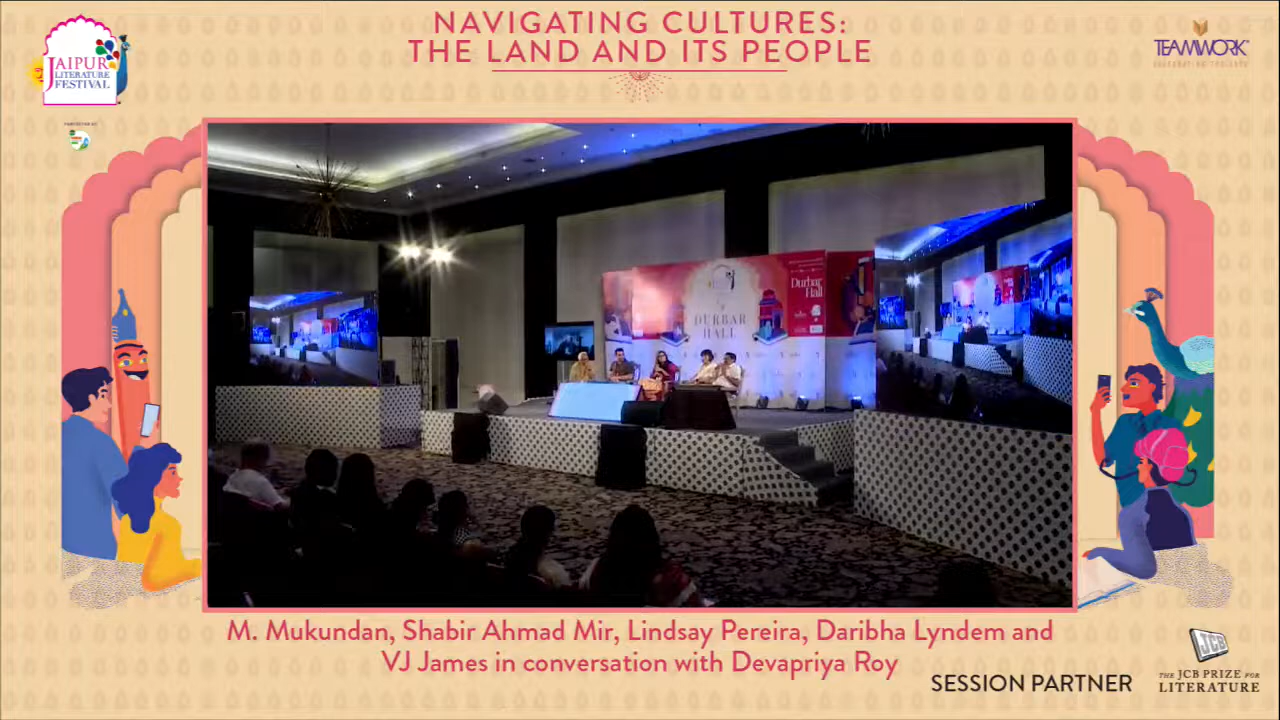 NAVIGATING CULTURES:
THE LAND AND ITS PEOPLE
JAIPUR
LITERATURE
FESTIVAL
TEAMWORK
Durbar
Hall
DURBAR
HALL
M. Mukundan, Shabir Ahmad Mir, Lindsay Pereira, Daribha Lyndem and
VJ James in conversation with Devapriya Roy
SESSION PARTNER
JCB
THE JCB PRIZE FOR
LITERATURE